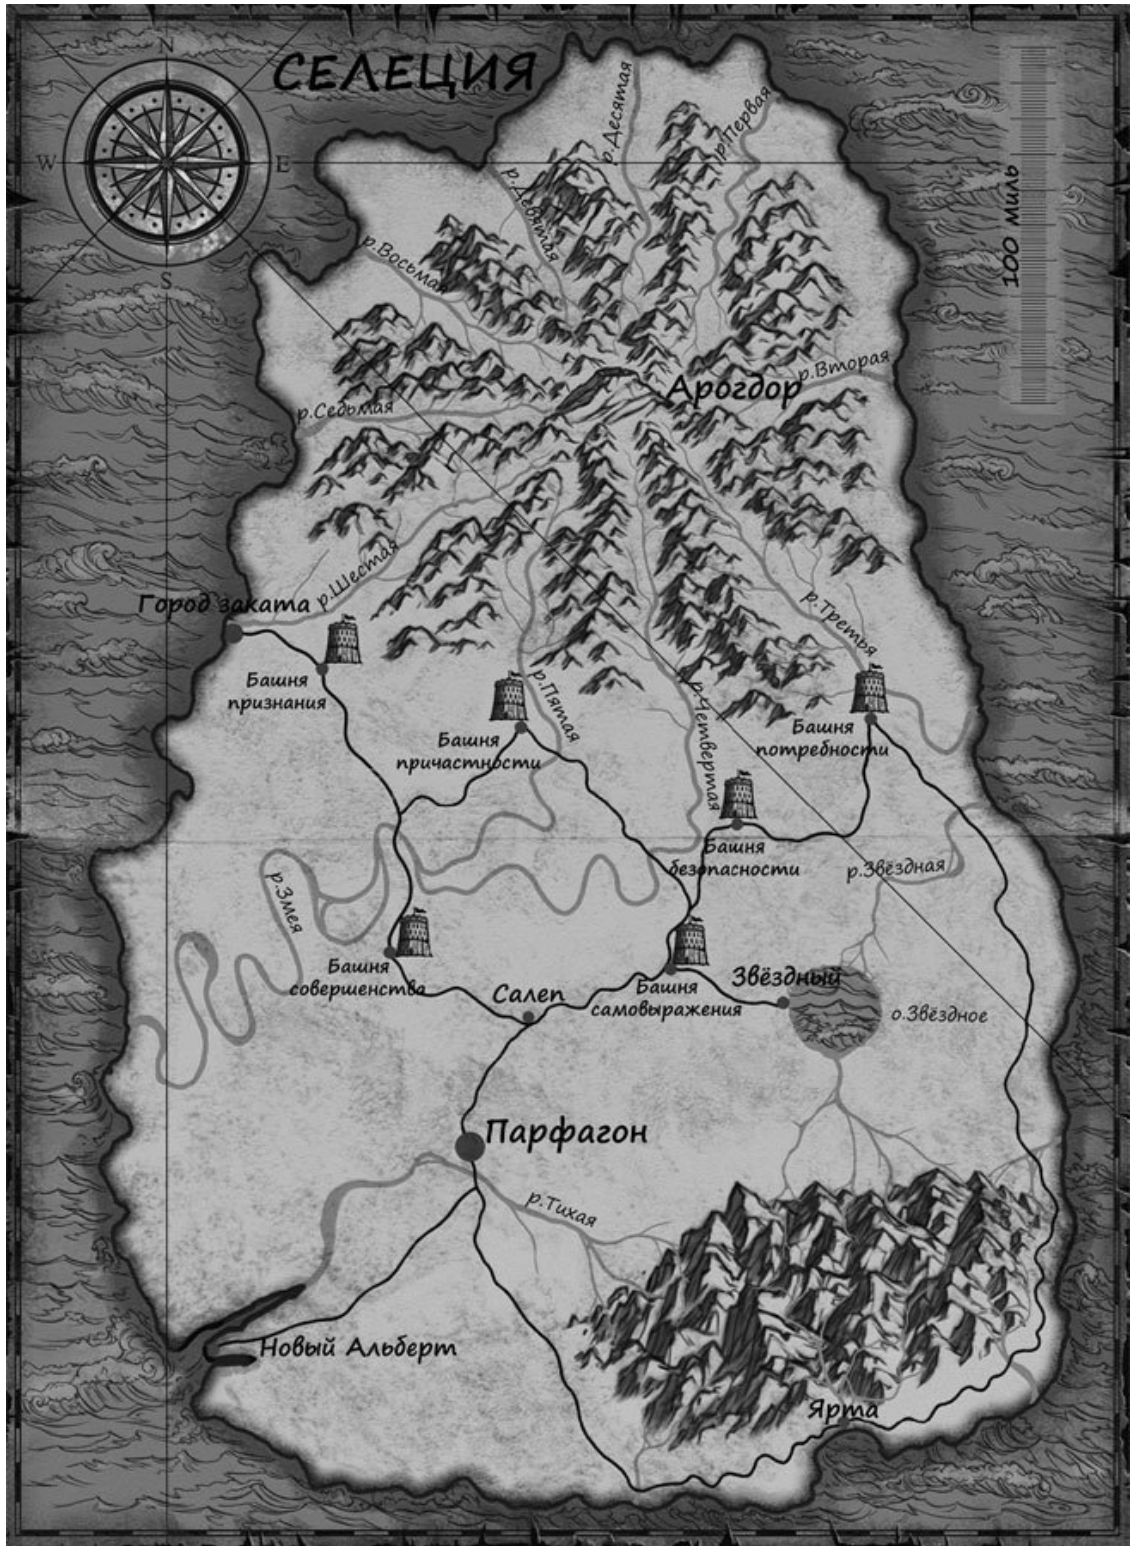 N
СЕЛЕЦИЯ
W
E
S
100 миль
р.Десятая
р.Первая
р.Девятая
р.Восьмая
р.Вторая
Арогдор
р.Седьмая
р.Шестая
Город заката
р.Третья
Башня
признания
р.Пятая
р.Четвертая
Башня
причастности
Башня
потребности
Башня
безопасности
р.Звёздная
р.Змея
Башня
совершенства
Салеп
Башня
самовыражения
Звёздный
о.Звёздное
Парфагон
р.Тихая
Новый Альберт
Ярта